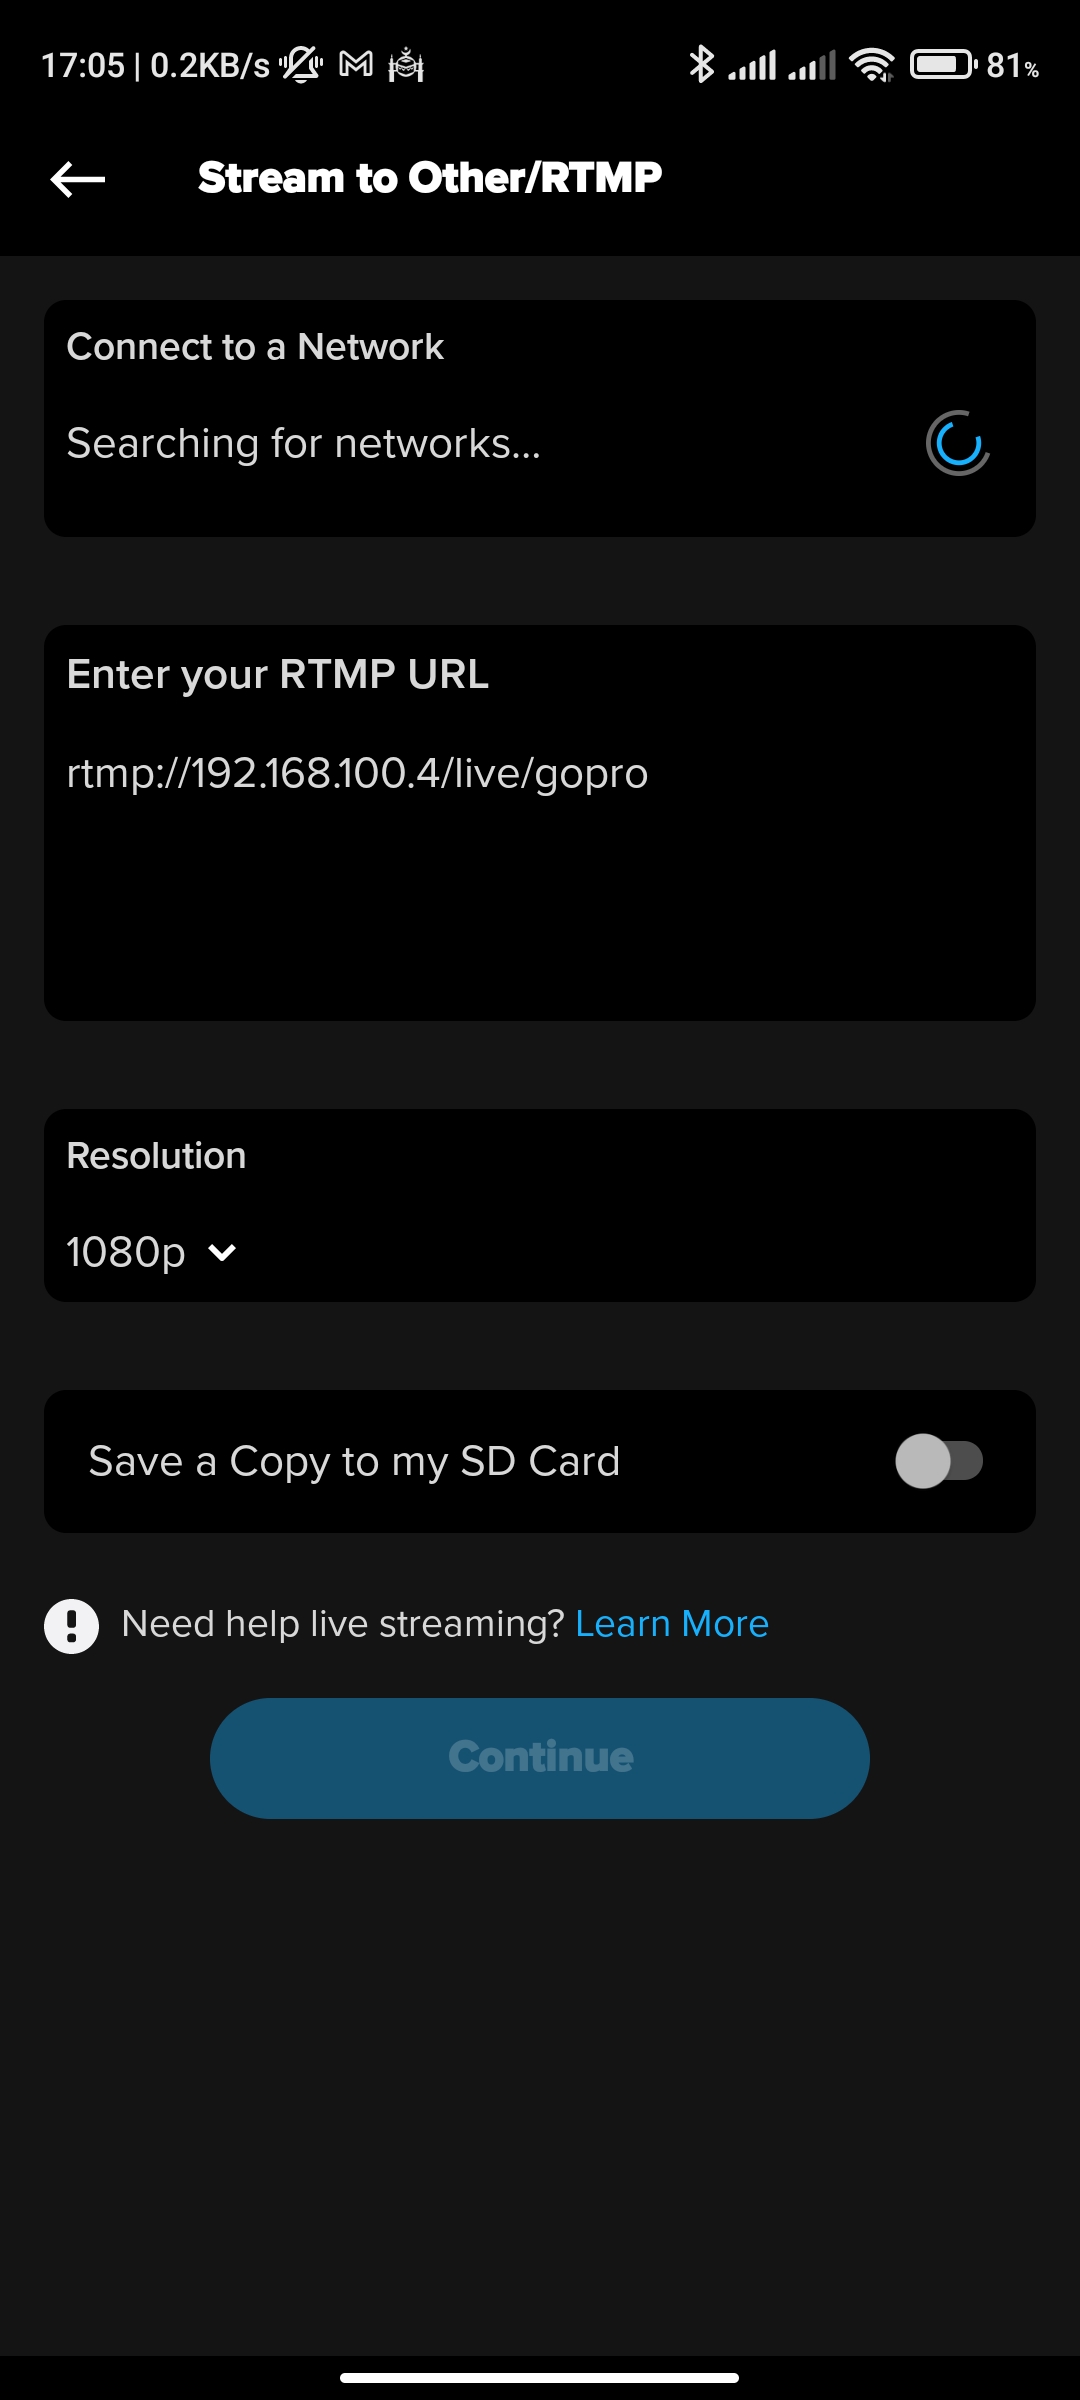 17:05 | 0.2KB/s 81%
Stream to Other/RTMP
Connect to a Network
Searching for networks...
Enter your RTMP URL
rtmp://192.168.100.4/live/gopro
Resolution
1080p
Save a Copy to my SD Card
Need help live streaming? Learn More
Continue